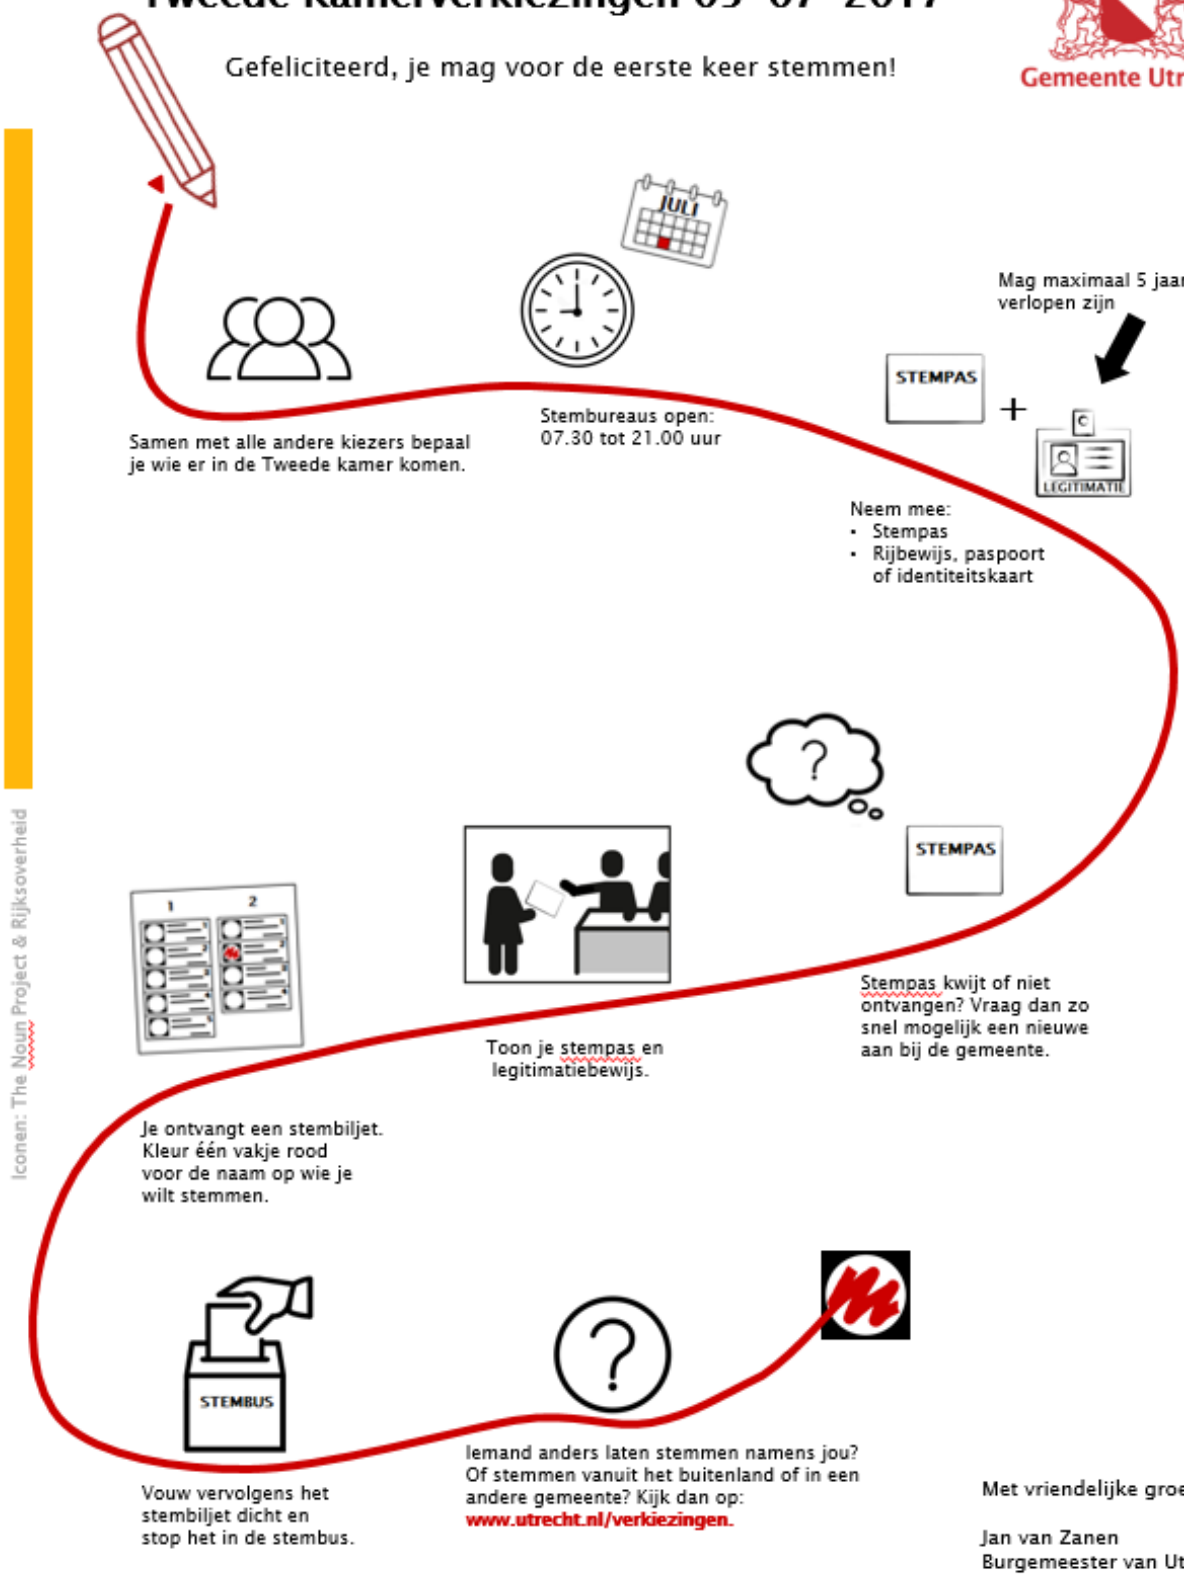 Tweede Kamerverkiezingen 05-07-2017
Gefeliciteerd, je mag voor de eerste keer stemmen!
Gemeente Utr
JULI
Mag maximaal 5 jaar
verlopen zijn
STEMPAS
+
LEGITIMATIE
Samen met alle andere kiezers bepaal
je wie er in de Tweede kamer komen.
Stembureaus open:
07.30 tot 21.00 uur
Neem mee:
• Stempas
• Rijbewijs, paspoort
of identiteitskaart
?
STEMPAS
1 2
Stempas kwijt of niet
ontvangen? Vraag dan zo
snel mogelijk een nieuwe
aan bij de gemeente.
Toon je stempas en
legitimatiebewijs.
Je ontvangt een stembiljet.
Kleur één vakje rood
voor de naam op wie je
wilt stemmen.
Iconen: The Noun Project & Rijksoverheid
STEMBUS
?
Vouw vervolgens het
stembiljet dicht en
stop het in de stembus.
Iemand anders laten stemmen namens jou?
Of stemmen vanuit het buitenland of in een
andere gemeente? Kijk dan op:
www.utrecht.nl/verkiezingen.
Met vriendelijke groe
Jan van Zanen
Burgemeester van Ut